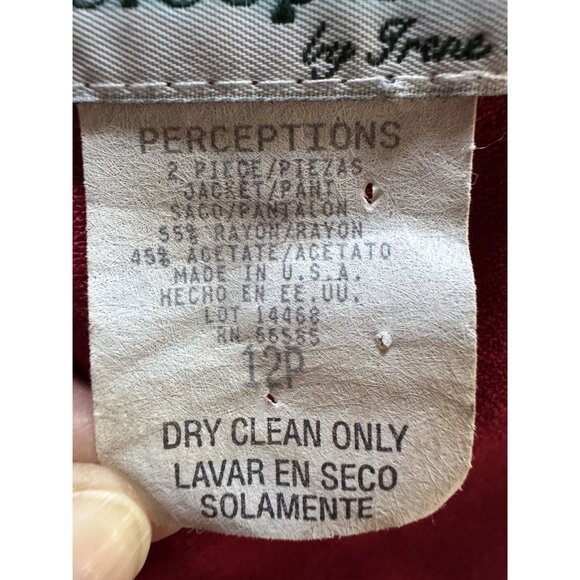 by Irene
PERCEPTIONS
2 PIECE/PIEZAS
JACKET/PANT
SACO/PANTALON
55% RAYON/RAYON
45% ACETATE/ACETATO
MADE IN U.S.A.
HECHO EN EE.UU.
LOT 14468
RN
12P
DRY CLEAN ONLY
LAVAR EN SECO
SOLAMENTE